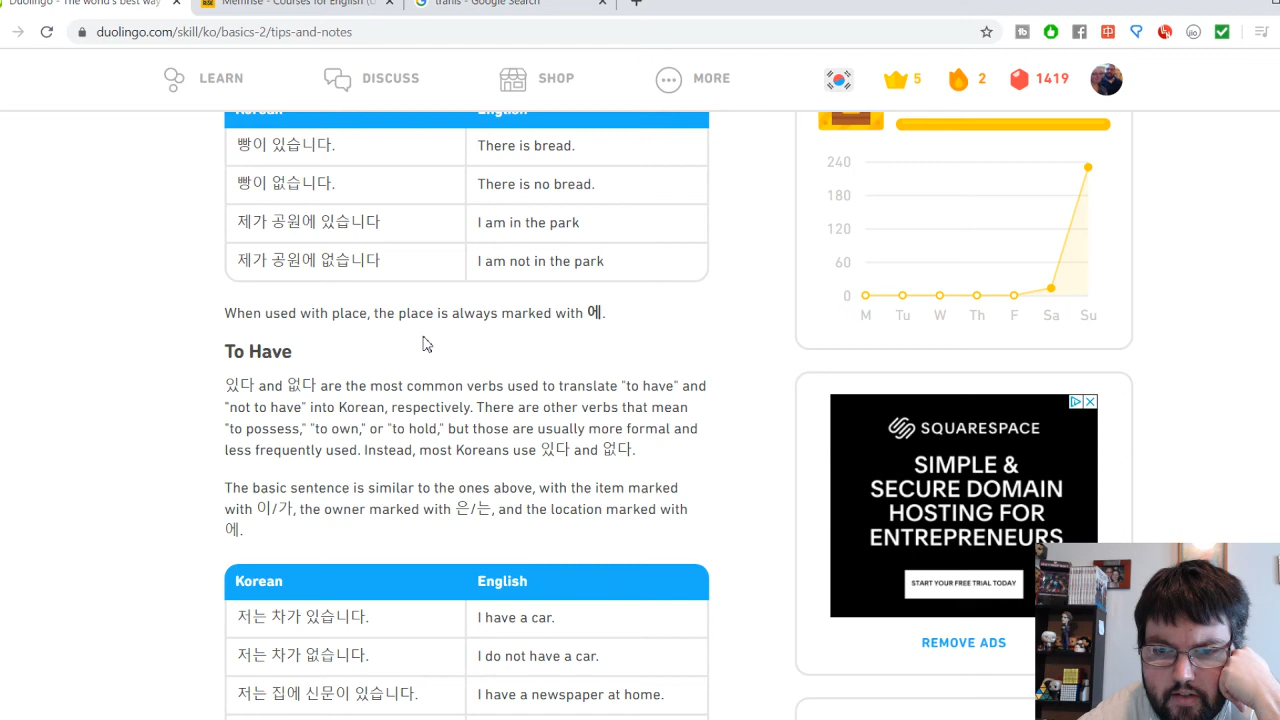 Duolingo - The world's best way
Memrise - Courses for English (
- Google Search
duolingo.com/skill/ko/basics-2/tips-and-notes
LEARN
DISCUSS
SHOP
MORE
5
2
1419
Korean English
빵이 있습니다. There is bread.
빵이 없습니다. There is no bread.
제가 공원에 있습니다 I am in the park
제가 공원에 없습니다 I am not in the park
When used with place, the place is always marked with 에.
To Have
있다 and 없다 are the most common verbs used to translate "to have" and
"not to have" into Korean, respectively. There are other verbs that mean
"to possess," "to own," or "to hold," but those are usually more formal and
less frequently used. Instead, most Koreans use 있다 and 없다.
The basic sentence is similar to the ones above, with the item marked
with 이/가, the owner marked with 은/는, and the location marked with
에.
Korean English
저는 차가 있습니다. I have a car.
저는 차가 없습니다. I do not have a car.
저는 집에 신문이 있습니다. I have a newspaper at home.
240
180
120
60
0
M Tu W Th F Sa Su
SQUARESPACE
SIMPLE &
SECURE DOMAIN
HOSTING FOR
ENTREPRENEURS
START YOUR FREE TRIAL TODAY
REMOVE ADS